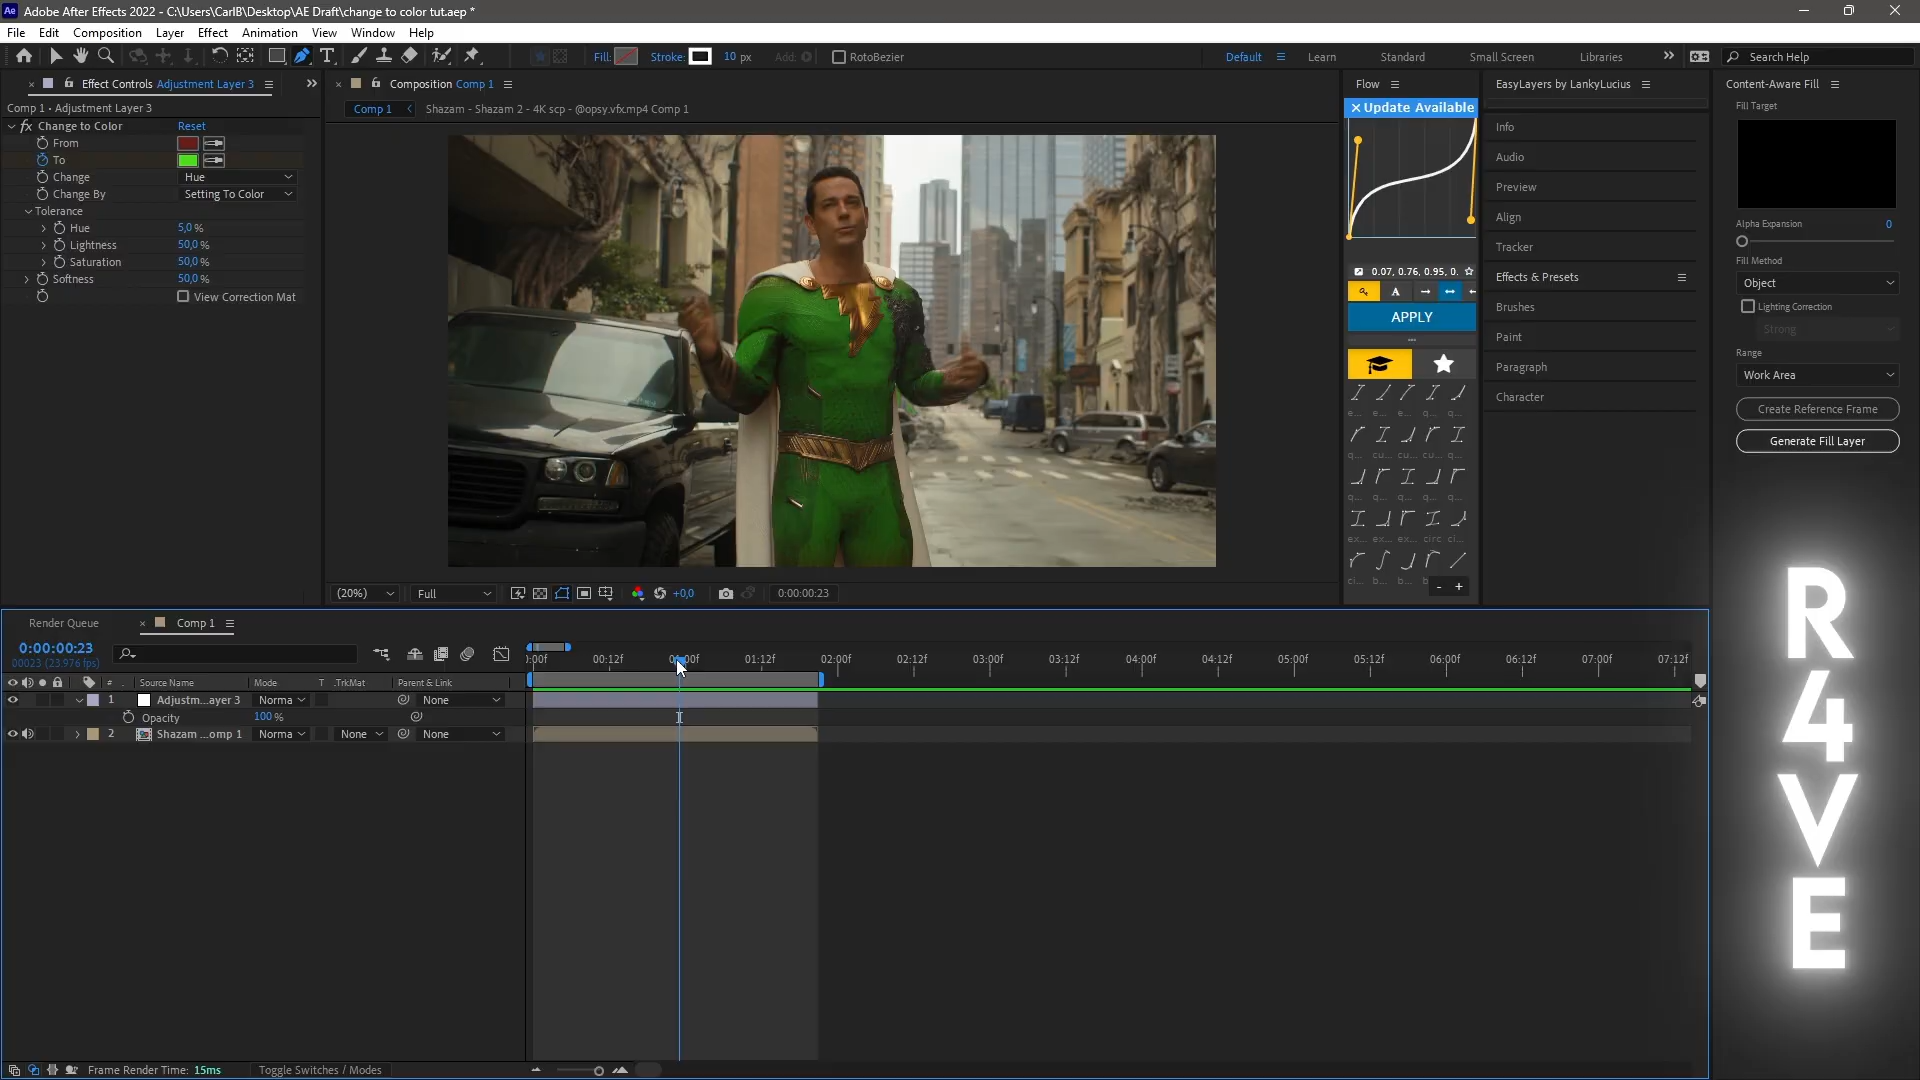 Ae Adobe After Effects 2022 - C:\Users\CarlB\Desktop\AE Draft\change to color tut.aep *
File Edit Composition Layer Effect Animation View Window Help
Fill: Stroke: 10 px Add: RotoBezier Default Learn Standard Small Screen Libraries Search Help
Effect Controls Adjustment Layer 3
Comp 1 • Adjustment Layer 3
fx Change to Color Reset
From
To
Change Hue
Change By Setting To Color
Tolerance
Hue 5,0 %
Lightness 50,0 %
Saturation 50,0 %
Softness 50,0 %
View Correction Mat
Composition Comp 1
Comp 1 Shazam - Shazam 2 - 4K scp - @opsy.vfx.mp4 Comp 1
(20%) Full +0,0 0:00:00:23
Flow
Update Available
0.07, 0.76, 0.95, 0.
A
APPLY
EasyLayers by LankyLucius
Info
Audio
Preview
Align
Tracker
Effects & Presets
Brushes
Paint
Paragraph
Character
Content-Aware Fill
Fill Target
Alpha Expansion 0
Fill Method
Object
Lighting Correction
Strong
Range
Work Area
Create Reference Frame
Generate Fill Layer
R
4
V
E
Render Queue Comp 1
0:00:00:23
00023 (23.976 fps)
00:12f 01:12f 02:00f 02:12f 03:00f 03:12f 04:00f 04:12f 05:00f 05:12f 06:00f 06:12f 07:00f 07:12f
# Source Name Mode T .TrkMat Parent & Link
1 Adjustm...ayer 3 Norma None
Opacity 100 %
2 Shazam ...omp 1 Norma None None
Frame Render Time: 15ms Toggle Switches / Modes